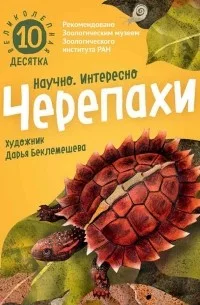 ВЕЛИКОЛЕПНАЯ
10
ДЕСЯТКА
Рекомендовано
Зоологическим музеем
Зоологического
института РАН
НАУЧНО. ИНТЕРЕСНО
Черепахи
ХУДОЖНИК
Дарья Беклемешева